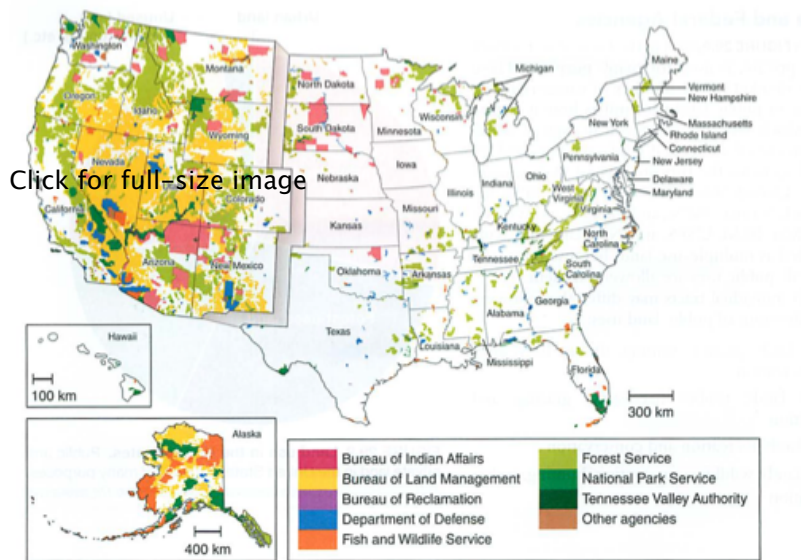 Washington
Montana
North Dakota
Michigan
Maine
Vermont
New Hampshire
Oregon
Idaho
Wyoming
South Dakota
Minnesota
Wisconsin
New York
Massachusetts
Rhode Island
Connecticut
Nevada
Nebraska
Iowa
Illinois
Indiana
Ohio
Pennsylvania
New Jersey
Delaware
Maryland
Click for full-size image
California
Colorado
Kansas
Missouri
Kentucky
West
Virginia
Virginia
Arizona
New Mexico
Oklahoma
Arkansas
Tennessee
North
Carolina
South
Carolina
Texas
Louisiana
Mississippi
Alabama
Georgia
Florida
Hawaii
100 km
300 km
Alaska
400 km
Bureau of Indian Affairs
Bureau of Land Management
Bureau of Reclamation
Department of Defense
Fish and Wildlife Service
Forest Service
National Park Service
Tennessee Valley Authority
Other agencies